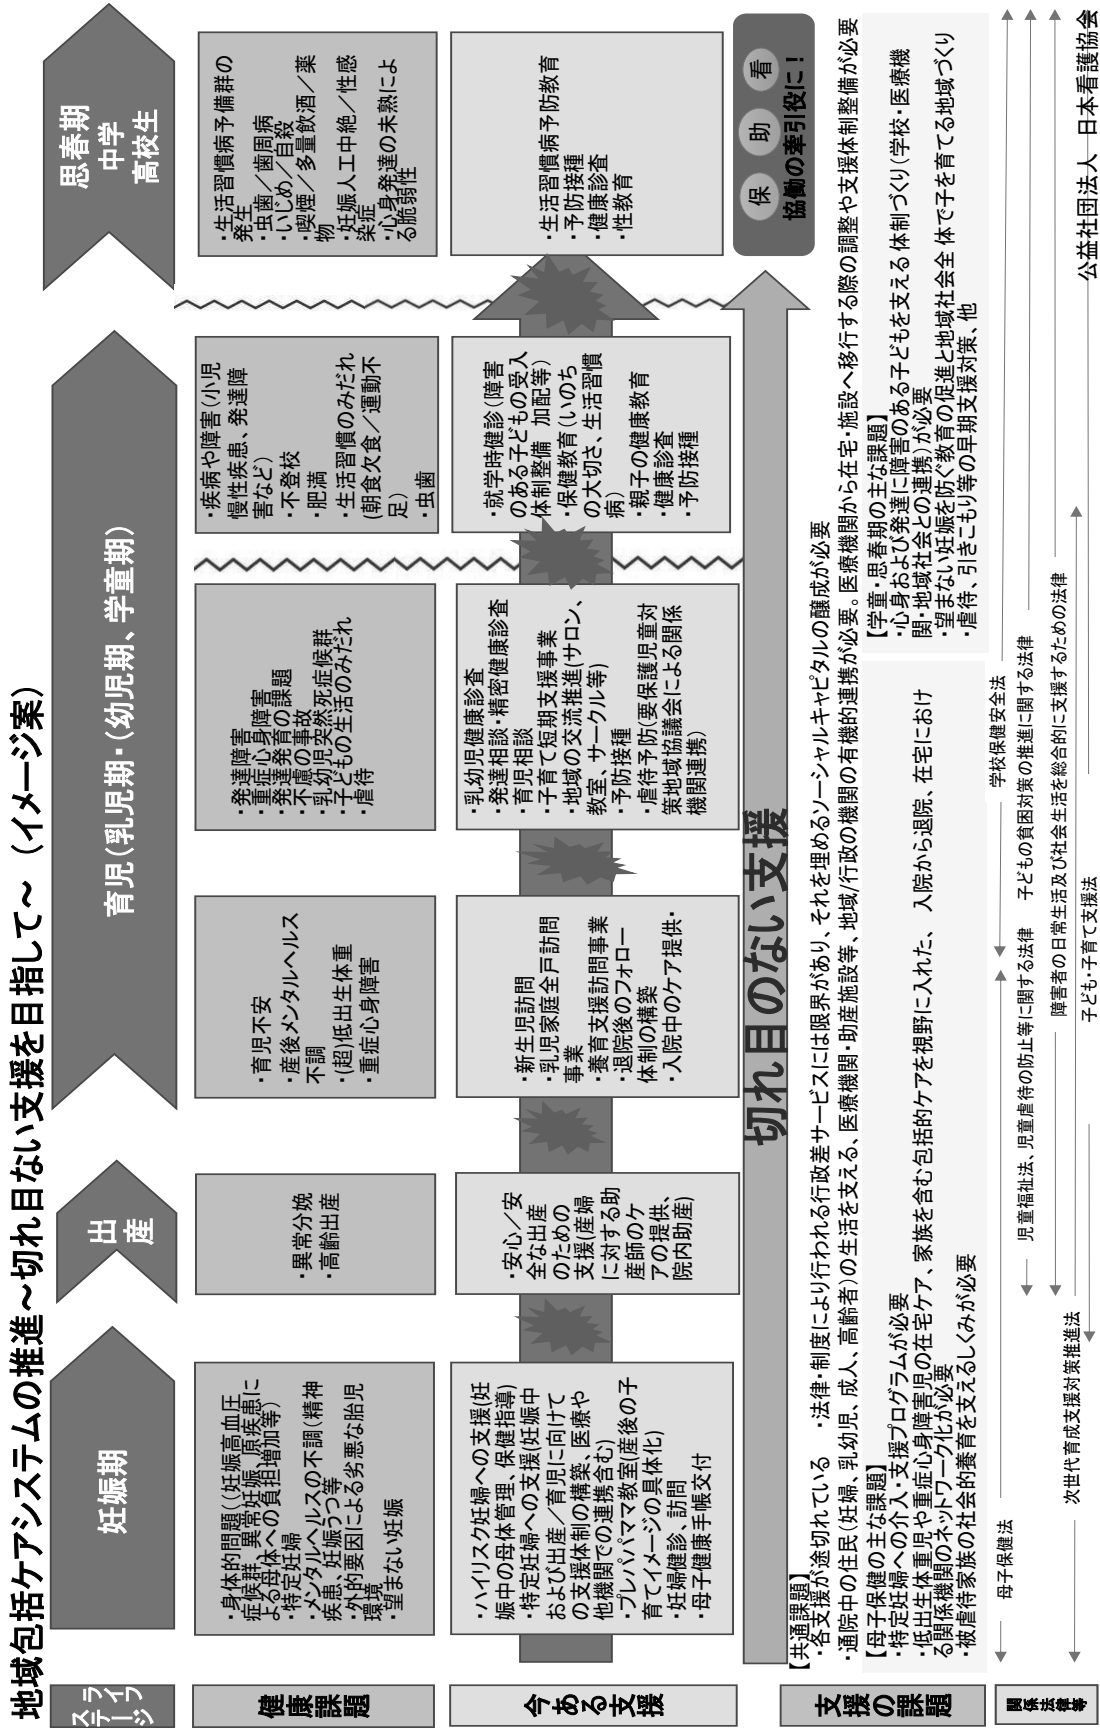 地域包括ケアシステムの推進～切れ目ない支援を目指して～ (イメージ案)
ライフ
ステージ
妊娠期
出
産
育児(乳児期・(幼児期、学童期)
思春期
中学
高校生
健康課題
・身体的問題((妊娠高血圧
症候群、異常妊娠、原疾患に
よる母体への負担増加等)
・特定妊婦
・メンタルヘルスの不調(精神
疾患、妊娠うつ等
・外的要因による劣悪な胎児
環境
・望まない妊娠
・異常分娩
・高齢出産
・育児不安
・産後メンタルヘルス
不調
・(超)低出生体重
・重症心身障害
・発達障害
・重症心身障害
・発達発育の課題
・不慮の事故
・乳幼児突然死症候群
・子どもの生活のみだれ
・虐待
・疾病や障害(小児
慢性疾患、発達障
害など)
・不登校
・肥満
・生活習慣のみだれ
(朝食欠食／運動不
足)
・虫歯
・生活習慣病予備群の
発生
・虫歯／歯周病
・いじめ／自殺
・喫煙／多量飲酒／薬
物
・妊娠人工中絶／性感
染症
・心身発達の未熟によ
る脆弱性
今ある支援
・ハイリスク妊婦への支援(妊
娠中の母体管理、保健指導)
・特定妊婦への支援(妊娠中
および出産／育児に向けて
の支援体制の構築、医療や
他機関での連携含む)
・プレパパママ教室(産後の子
育てイメージの具体化)
・妊婦健診、訪問
・母子健康手帳交付
・安心／安
全な出産
のための
支援(産婦
に対する助
産師のケ
アの提供、
院内助産)
・新生児訪問
・乳児家庭全戸訪問
事業
・養育支援訪問事業
・退院後のフォロー
体制の構築
・入院中のケア提供・
・乳幼児健康診査
・発達相談・精密健康診査
・育児相談
・子育て短期支援事業
・地域の交流推進(サロン、
教室、サークル等)
・予防接種
・虐待予防(要保護児童対
策地域協議会による関係
機関連携)
・就学時健診(障害
のある子どもの受入
体制整備 加配等)
・保健教育(いのち
の大切さ、生活習慣
病)
・親子の健康教育
・健康診査
・予防接種
・生活習慣病予防教育
・予防接種
・健康診査
・性教育
切れ目のない支援
保 助 看
協働の牽引役に！
支援の課題
【共通課題】
・各支援が途切れている ・法律・制度により行われる行政差サービスには限界があり、それを埋めるソーシャルキャピタルの醸成が必要
・通院中の住民(妊婦、乳幼児、成人、高齢者)の生活を支える、医療機関・助産施設等、地域/行政の機関の有機的連携が必要。医療機関から在宅・施設へ移行する際の調整や支援体制整備が必要
【母子保健の主な課題】
・特定妊婦への介入・支援プログラムが必要
・低出生体重児や重症心身障害児の在宅ケア、家族を含む包括的ケアを視野に入れた、 入院から退院、在宅におけ
る関係機関のネットワーク化が必要
・被虐待家族の社会的養育を支えるしくみが必要
【学童・思春期の主な課題】
・心身および発達に障害のある子どもを支える体制づくり(学校・医療機
関・地域社会との連携)が必要
・望まない妊娠を防ぐ教育の促進と地域社会全体で子を育てる地域づくり
・虐待、引きこもり等の早期支援対策、他
関係法律等
母子保健法
学校保健安全法
児童福祉法、児童虐待の防止等に関する法律 子どもの貧困対策の推進に関する法律
障害者の日常生活及び社会生活を総合的に支援するための法律
次世代育成支援対策推進法
子ども・子育て支援法
公益社団法人 日本看護協会